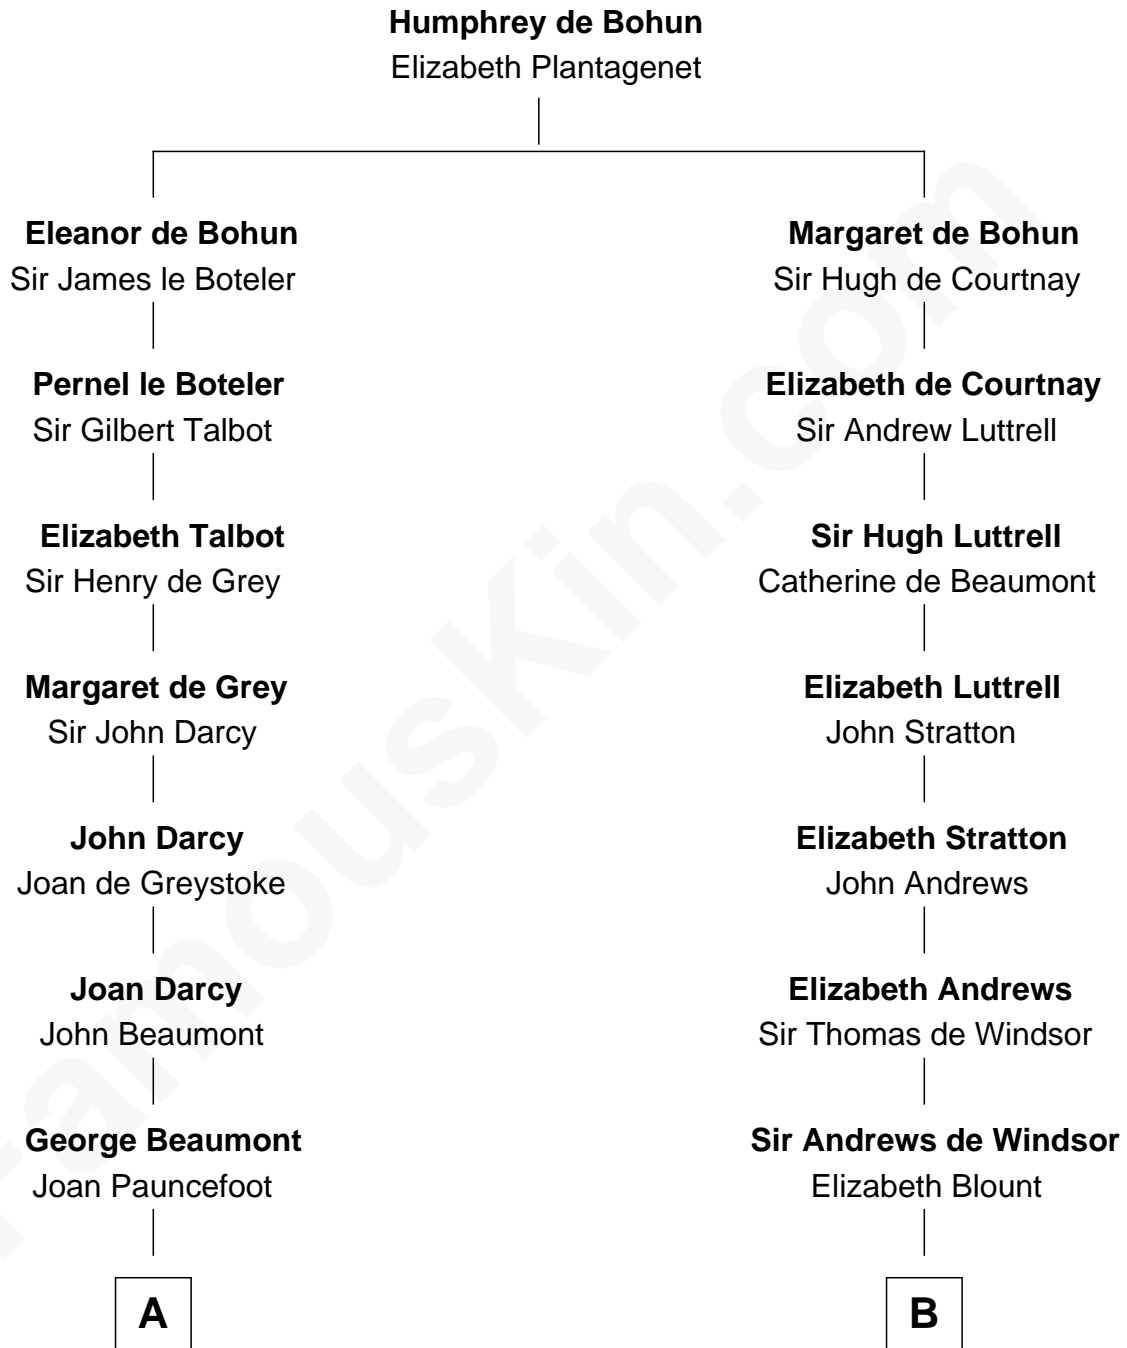 Humphrey de Bohun
Elizabeth Plantagenet
Eleanor de Bohun
Sir James le Boteler
Pernel le Boteler
Sir Gilbert Talbot
Elizabeth Talbot
Sir Henry de Grey
Margaret de Grey
Sir John Darcy
John Darcy
Joan de Greystoke
Joan Darcy
John Beaumont
George Beaumont
Joan Pauncefoot
A
Margaret de Bohun
Sir Hugh de Courtnay
Elizabeth de Courtnay
Sir Andrew Luttrell
Sir Hugh Luttrell
Catherine de Beaumont
Elizabeth Luttrell
John Stratton
Elizabeth Stratton
John Andrews
Elizabeth Andrews
Sir Thomas de Windsor
Sir Andrews de Windsor
Elizabeth Blount
B
FamousKin.com